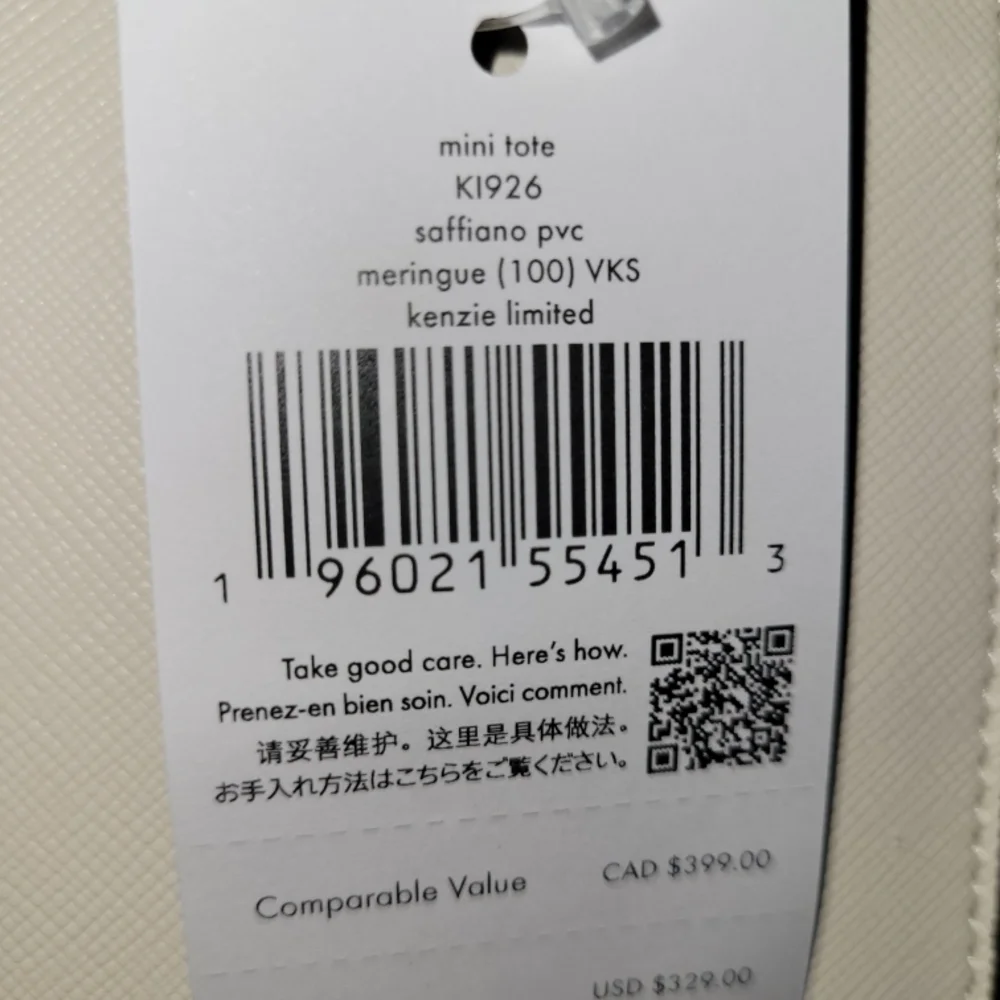 mini tote
KI926
saffiano pvc
meringue (100) VKS
kenzie limited
1 96021 55451 3
Take good care. Here's how.
Prenez-en bien soin. Voici comment.
请妥善维护。这里是具体做法。
お手入れ方法はこちらをご覧ください。
Comparable Value CAD $399.00
USD $329.00